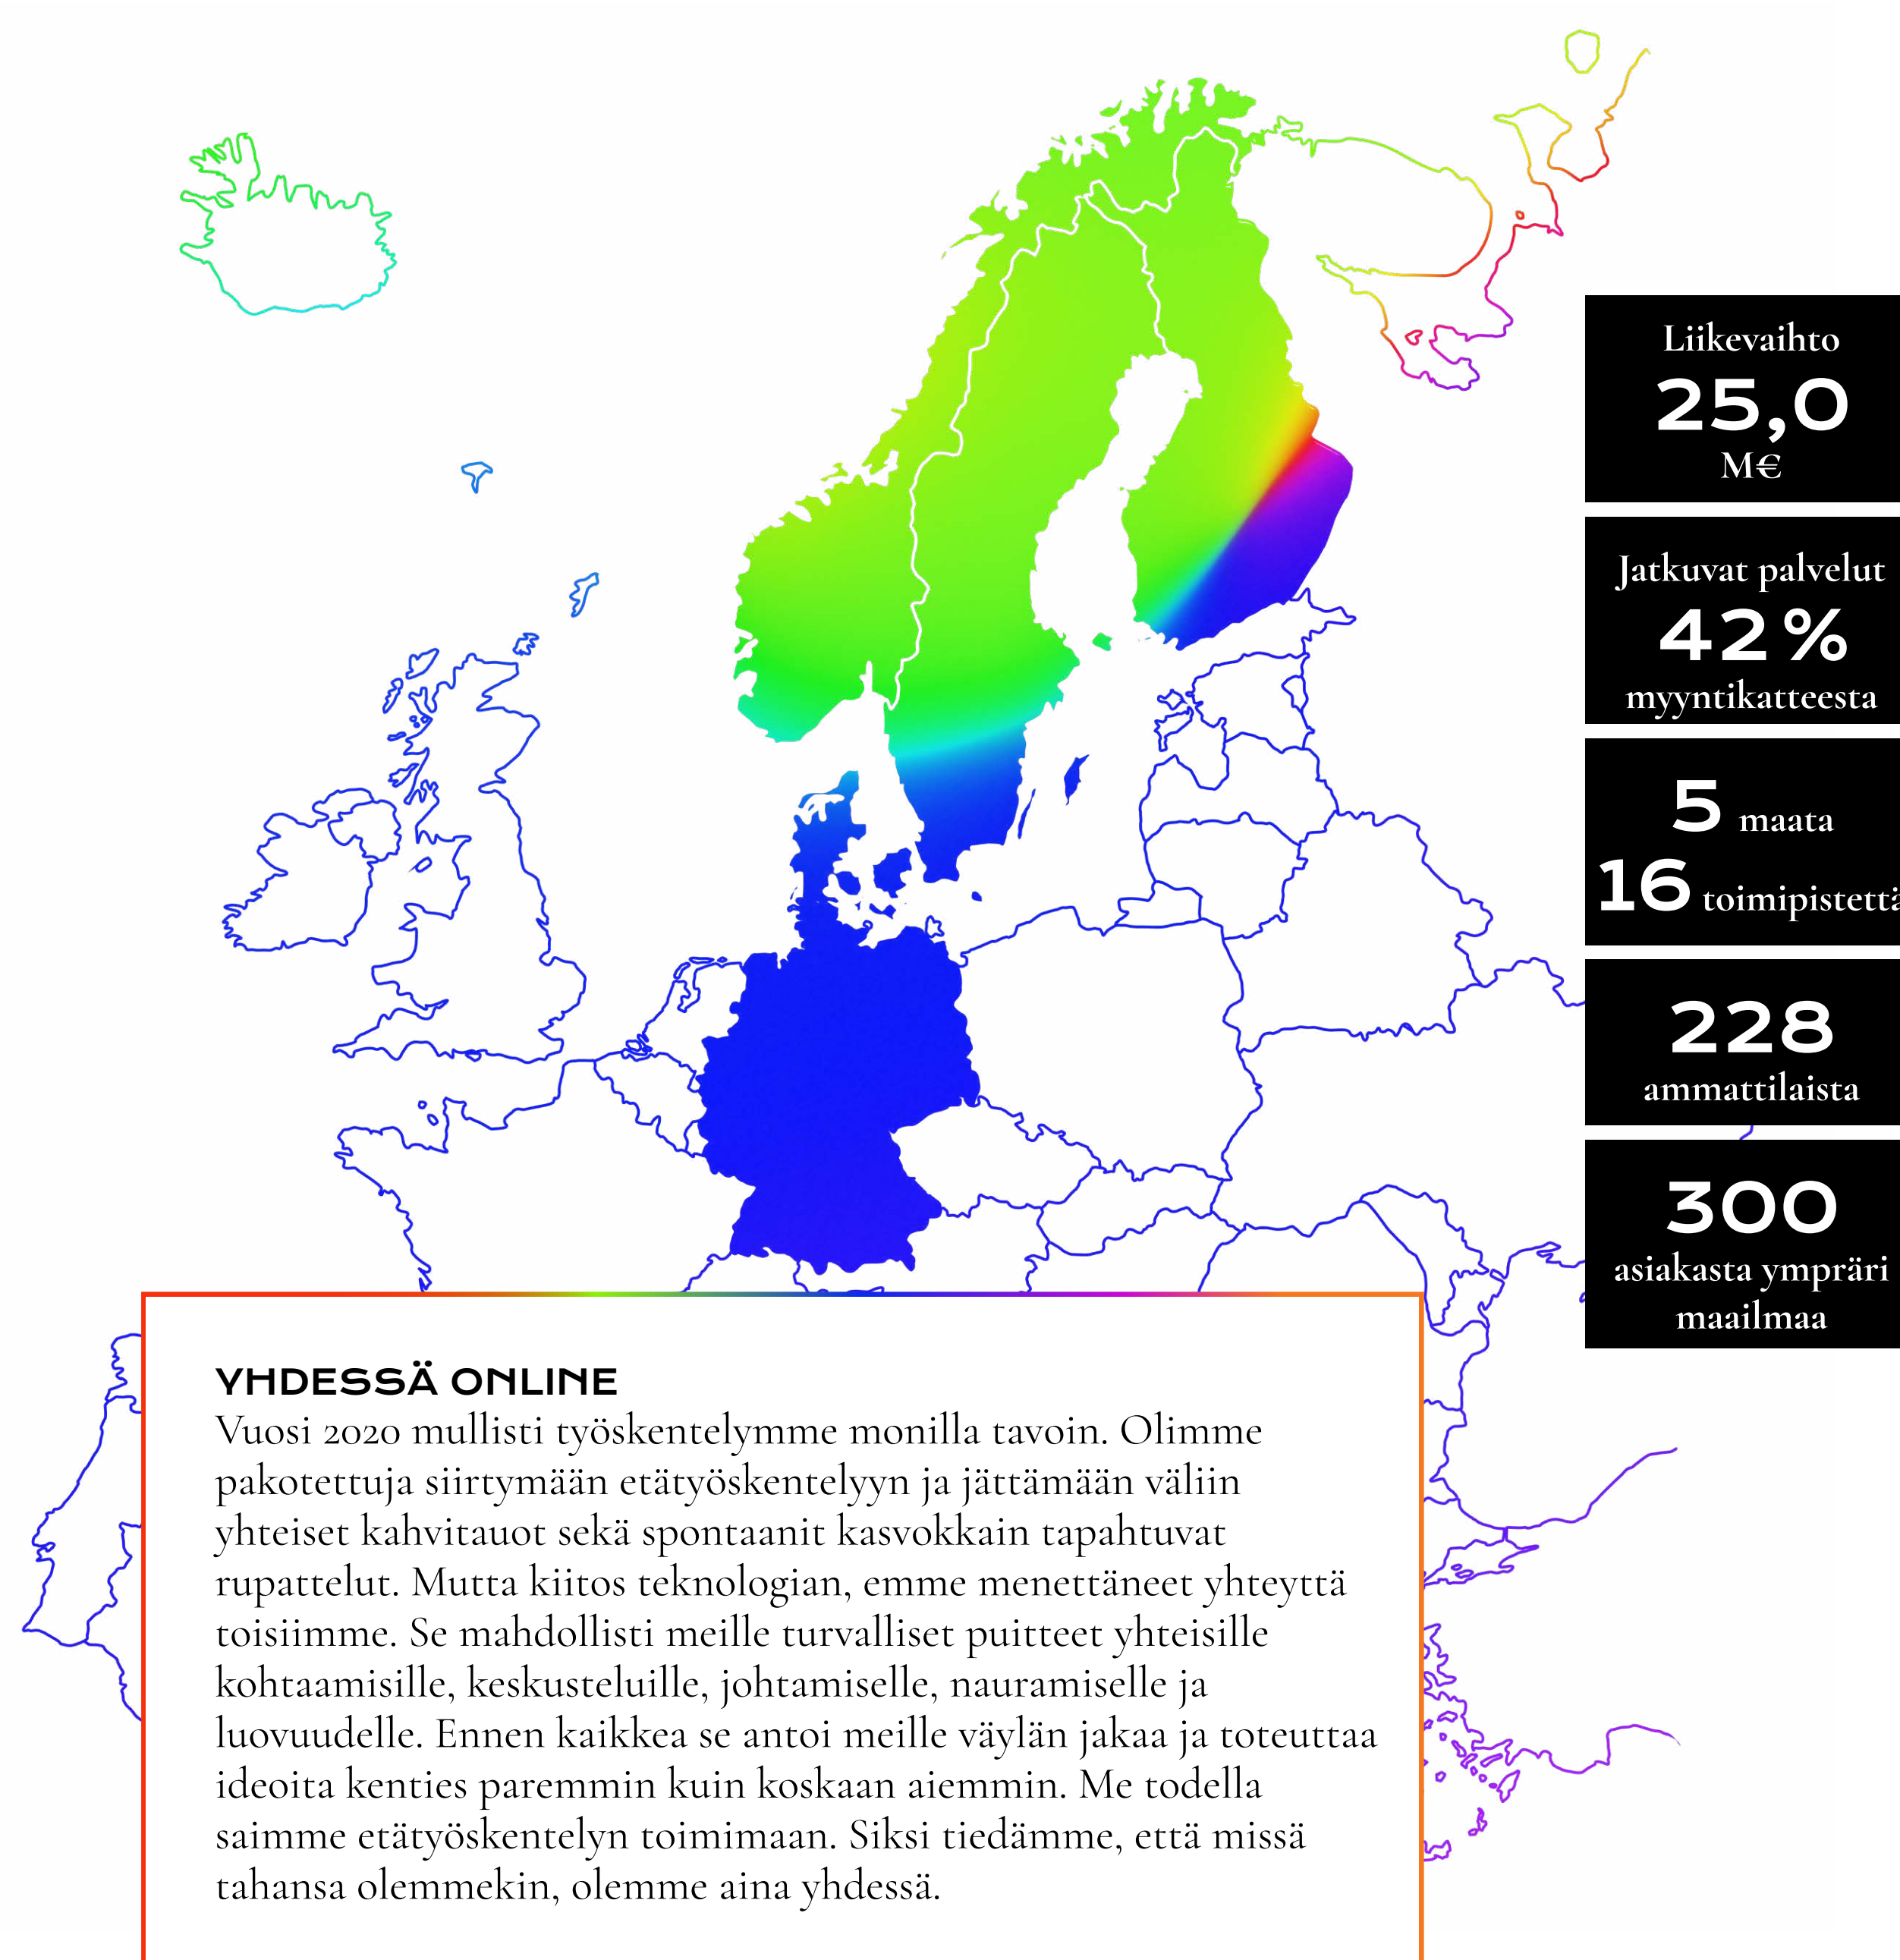 Liikevaihto
25,0
M€
Jatkuvat palvelut
42 %
myyntikatteesta
5 maata
16 toimipistettä
228
ammattilaista
300
asiakasta ympräri
maailmaa
YHDESSÄ ONLINE
Vuosi 2020 mullisti työskentelymme monilla tavoin. Olimme
pakotettuja siirtymään etätyöskentelyyn ja jättämään väliin
yhteiset kahvitauot sekä spontaanit kasvokkain tapahtuvat
rupattelut. Mutta kiitos teknologian, emme menettäneet yhteyttä
toisiimme. Se mahdollisti meille turvalliset puitteet yhteisille
kohtaamisille, keskusteluille, johtamiselle, nauramiselle ja
luovuudelle. Ennen kaikkea se antoi meille väylän jakaa ja toteuttaa
ideoita kenties paremmin kuin koskaan aiemmin. Me todella
saimme etätyöskentelyn toimimaan. Siksi tiedämme, että missä
tahansa olemmekin, olemme aina yhdessä.